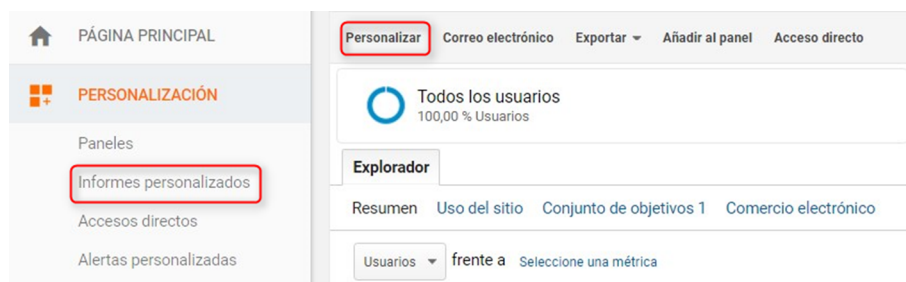 PÁGINA PRINCIPAL
PERSONALIZACIÓN
Paneles
Informes personalizados
Accesos directos
Alertas personalizadas
Personalizar Correo electrónico Exportar Añadir al panel Acceso directo
Todos los usuarios
100,00 % Usuarios
Explorador
Resumen Uso del sitio Conjunto de objetivos 1 Comercio electrónico
Usuarios frente a Seleccione una métrica